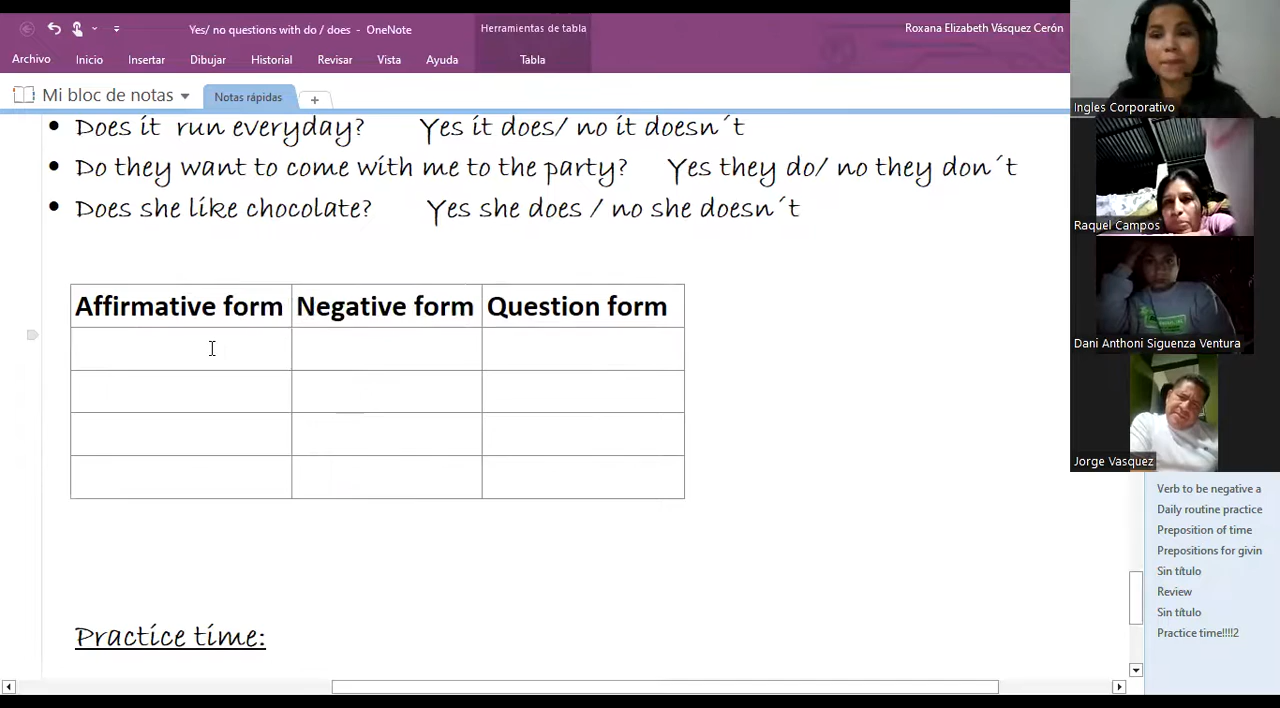 Yes/ no questions with do / does - OneNote
Herramientas de tabla
Roxana Elizabeth Vásquez Cerón
Archivo Inicio Insertar Dibujar Historial Revisar Vista Ayuda Tabla
Mi bloc de notas Notas rápidas +
• Does it run everyday? Yes it does/ no it doesn´t
• Do they want to come with me to the party? Yes they do/ no they don´t
• Does she like chocolate? Yes she does / no she doesn´t
Affirmative form Negative form Question form
Practice time:
Ingles Corporativo
Raquel Campos
Dani Anthoni Siguenza Ventura
Jorge Vasquez
Verb to be negative a
Daily routine practice
Preposition of time
Prepositions for givin
Sin título
Review
Sin título
Practice time!!!!2